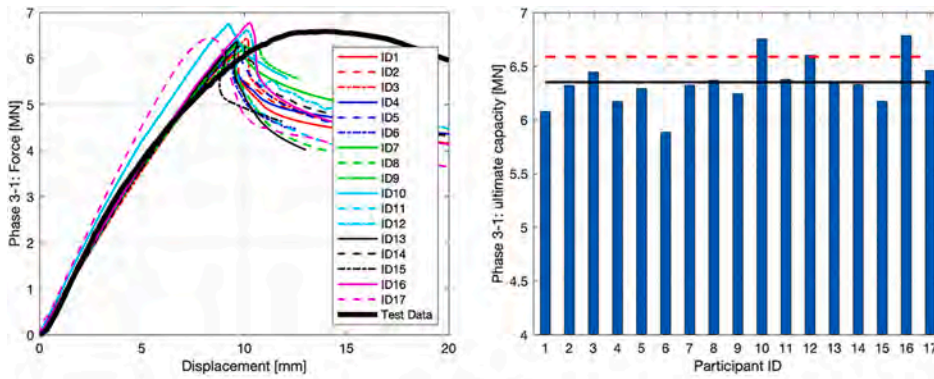 Phase 3-1: Force [MN]
7
6
5
4
3
2
1
0
0
5
10
15
20
Displacement [mm]
ID1
ID2
ID3
ID4
ID5
ID6
ID7
ID8
ID9
ID10
ID11
ID12
ID13
ID14
ID15
ID16
ID17
Test Data
Phase 3-1: ultimate capacity [MN]
7
6.5
6
5.5
5
4.5
4
1 2 3 4 5 6 7 8 9 10 11 12 13 14 15 16 17
Participant ID